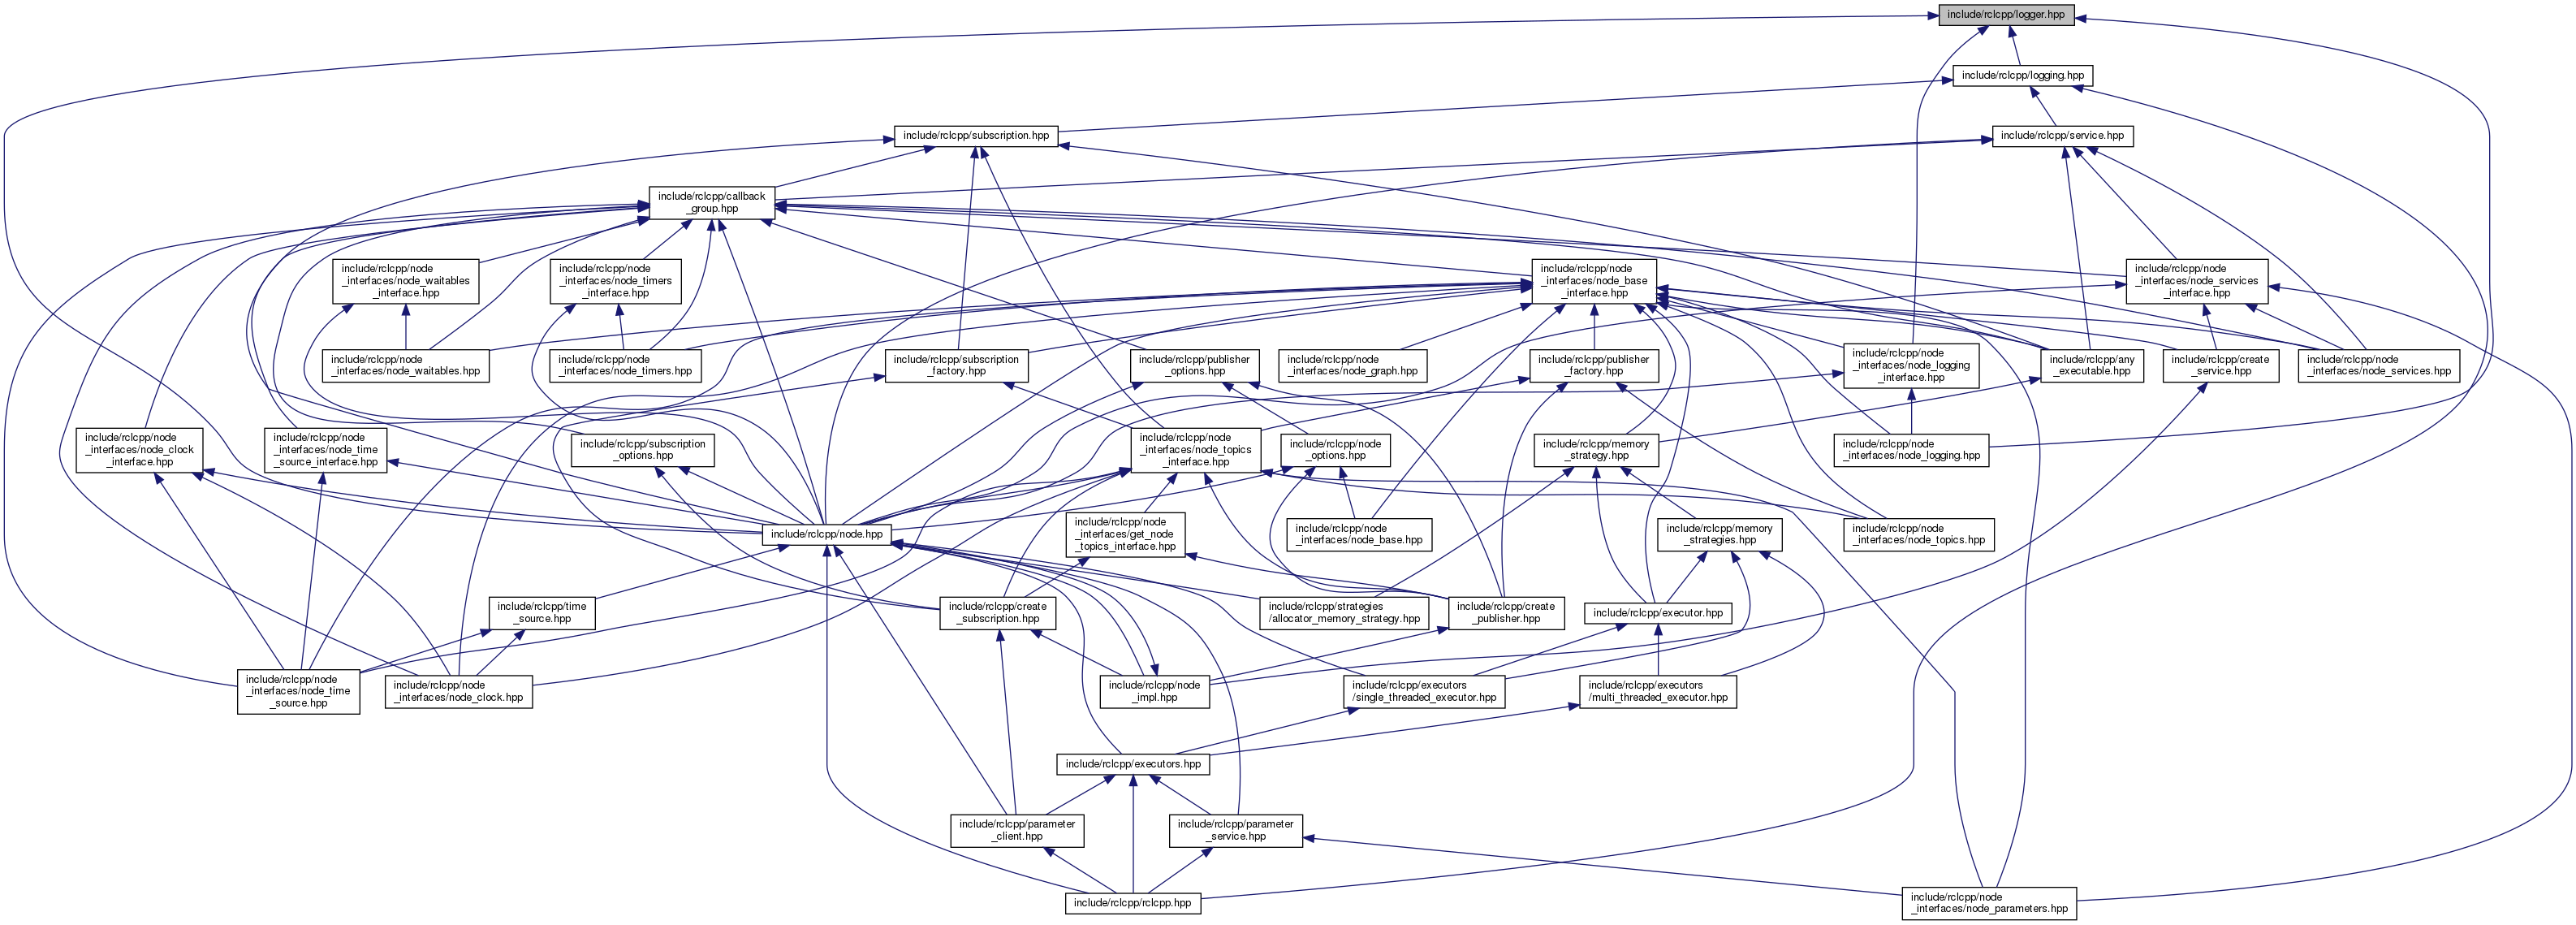 include/rclcpp/logger.hpp
include/rclcpp/logging.hpp
include/rclcpp/subscription.hpp
include/rclcpp/service.hpp
include/rclcpp/callback
_group.hpp
include/rclcpp/node
_interfaces/node_waitables
_interface.hpp
include/rclcpp/node
_interfaces/node_timers
_interface.hpp
include/rclcpp/node
_interfaces/node_base
_interface.hpp
include/rclcpp/node
_interfaces/node_services
_interface.hpp
include/rclcpp/node
_interfaces/node_waitables.hpp
include/rclcpp/node
_interfaces/node_timers.hpp
include/rclcpp/subscription
_factory.hpp
include/rclcpp/publisher
_options.hpp
include/rclcpp/node
_interfaces/node_graph.hpp
include/rclcpp/publisher
_factory.hpp
include/rclcpp/node
_interfaces/node_logging
_interface.hpp
include/rclcpp/any
_executable.hpp
include/rclcpp/create
_service.hpp
include/rclcpp/node
_interfaces/node_services.hpp
include/rclcpp/node
_interfaces/node_clock
_interface.hpp
include/rclcpp/node
_interfaces/node_time
_source_interface.hpp
include/rclcpp/subscription
_options.hpp
include/rclcpp/node
_interfaces/node_topics
_interface.hpp
include/rclcpp/node
_options.hpp
include/rclcpp/memory
_strategy.hpp
include/rclcpp/node
_interfaces/node_logging.hpp
include/rclcpp/node.hpp
include/rclcpp/node
_interfaces/get_node
_topics_interface.hpp
include/rclcpp/node
_interfaces/node_base.hpp
include/rclcpp/memory
_strategies.hpp
include/rclcpp/node
_interfaces/node_topics.hpp
include/rclcpp/time
_source.hpp
include/rclcpp/create
_subscription.hpp
include/rclcpp/strategies
/allocator_memory_strategy.hpp
include/rclcpp/create
_publisher.hpp
include/rclcpp/executor.hpp
include/rclcpp/node
_interfaces/node_time
_source.hpp
include/rclcpp/node
_interfaces/node_clock.hpp
include/rclcpp/node
_impl.hpp
include/rclcpp/executors
/single_threaded_executor.hpp
include/rclcpp/executors
/multi_threaded_executor.hpp
include/rclcpp/executors.hpp
include/rclcpp/parameter
_client.hpp
include/rclcpp/parameter
_service.hpp
include/rclcpp/rclcpp.hpp
include/rclcpp/node
_interfaces/node_parameters.hpp